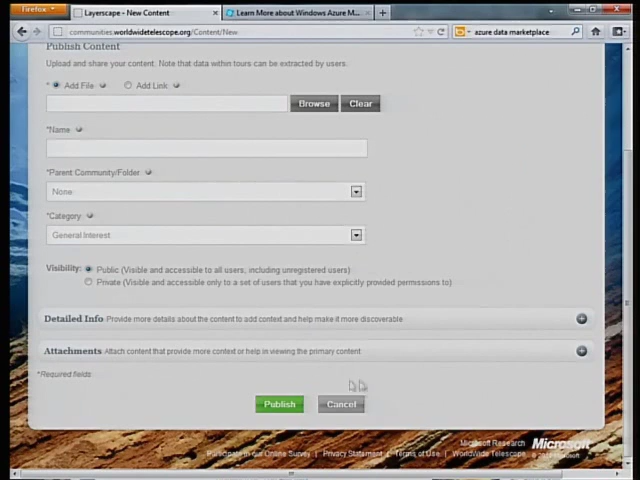 Firefox
Layerscape - New Content
Learn More about Windows Azure M...
communities.worldwidetelescope.org/Content/New
azure data marketplace
Publish Content
Upload and share your content. Note that data within tours can be extracted by users.
* Add File Add Link
Browse Clear
*Name
*Parent Community/Folder
None
*Category
General Interest
Visibility: Public (Visible and accessible to all users, including unregistered users)
Private (Visible and accessible only to a set of users that you have explicitly provided permissions to)
Detailed Info Provide more details about the content to add context and help make it more discoverable
Attachments Attach content that provide more context or help in viewing the primary content
*Required fields
Publish Cancel
Microsoft Research Microsoft
Participate in our Online Survey | Privacy Statement | Terms of Use | WorldWide Telescope